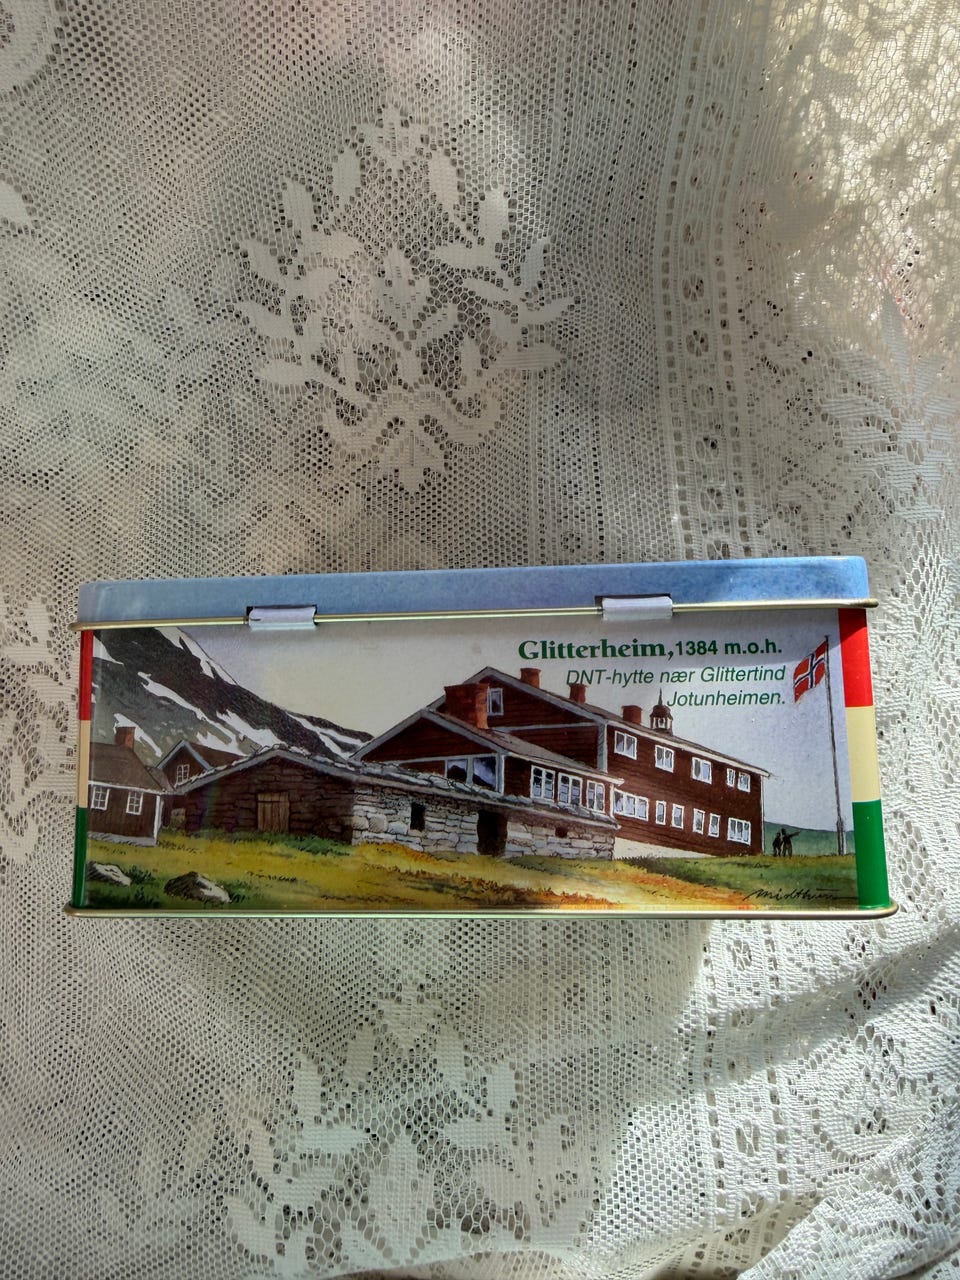 Glitterheim, 1384 m.o.h.
DNT-hytte nær Glittertind
Jotunheimen.